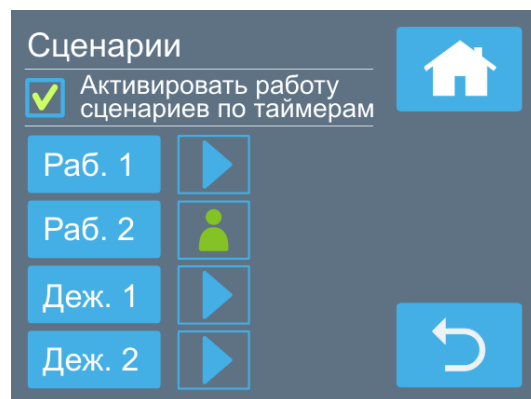 Сценарии
Активировать работу
сценариев по таймерам
Раб. 1
Раб. 2
Деж. 1
Деж. 2